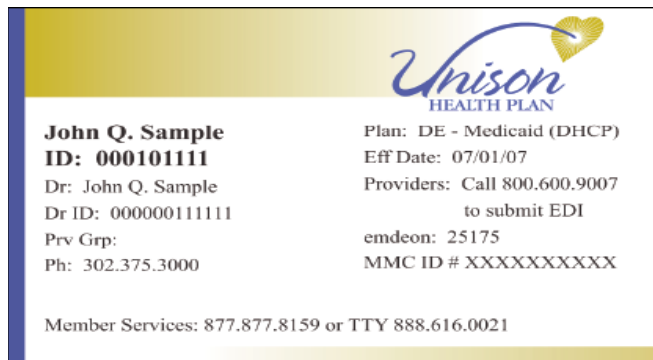 Unison
HEALTH PLAN
John Q. Sample
ID: 000101111
Dr: John Q. Sample
Dr ID: 000000111111
Prv Grp:
Ph: 302.375.3000
Plan: DE - Medicaid (DHCP)
Eff Date: 07/01/07
Providers: Call 800.600.9007
to submit EDI
emdeon: 25175
MMC ID # XXXXXXXXXX
Member Services: 877.877.8159 or TTY 888.616.0021